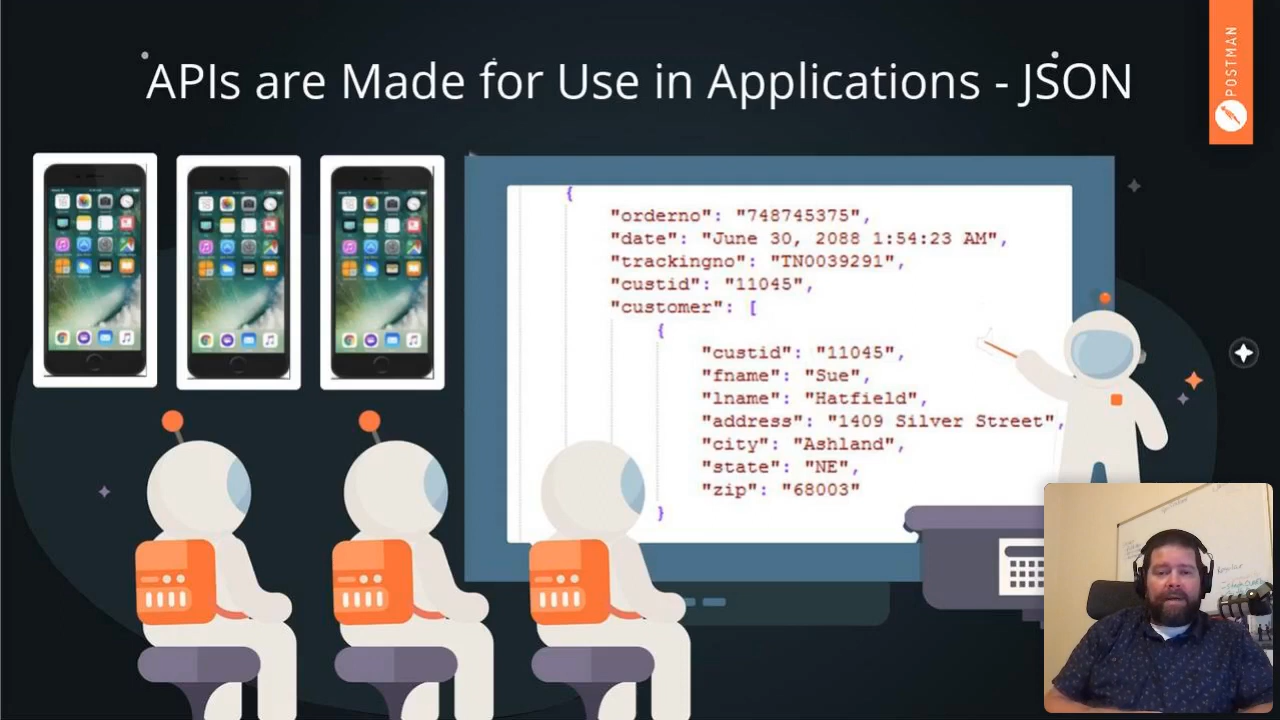 APIs are Made for Use in Applications - JSON
POSTMAN
{
"orderno": "748745375",
"date": "June 30, 2088 1:54:23 AM",
"trackingno": "TN0039291",
"custid": "11045",
"customer": [
{
"custid": "11045",
"fname": "Sue",
"lname": "Hatfield",
"address": "1409 Silver Street",
"city": "Ashland",
"state": "NE",
"zip": "68003"
}